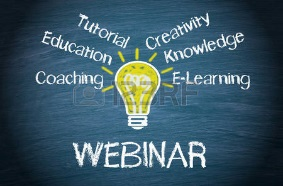 Tutorial
Creativity
Education
Knowledge
Coaching
E-Learning
WEBINAR